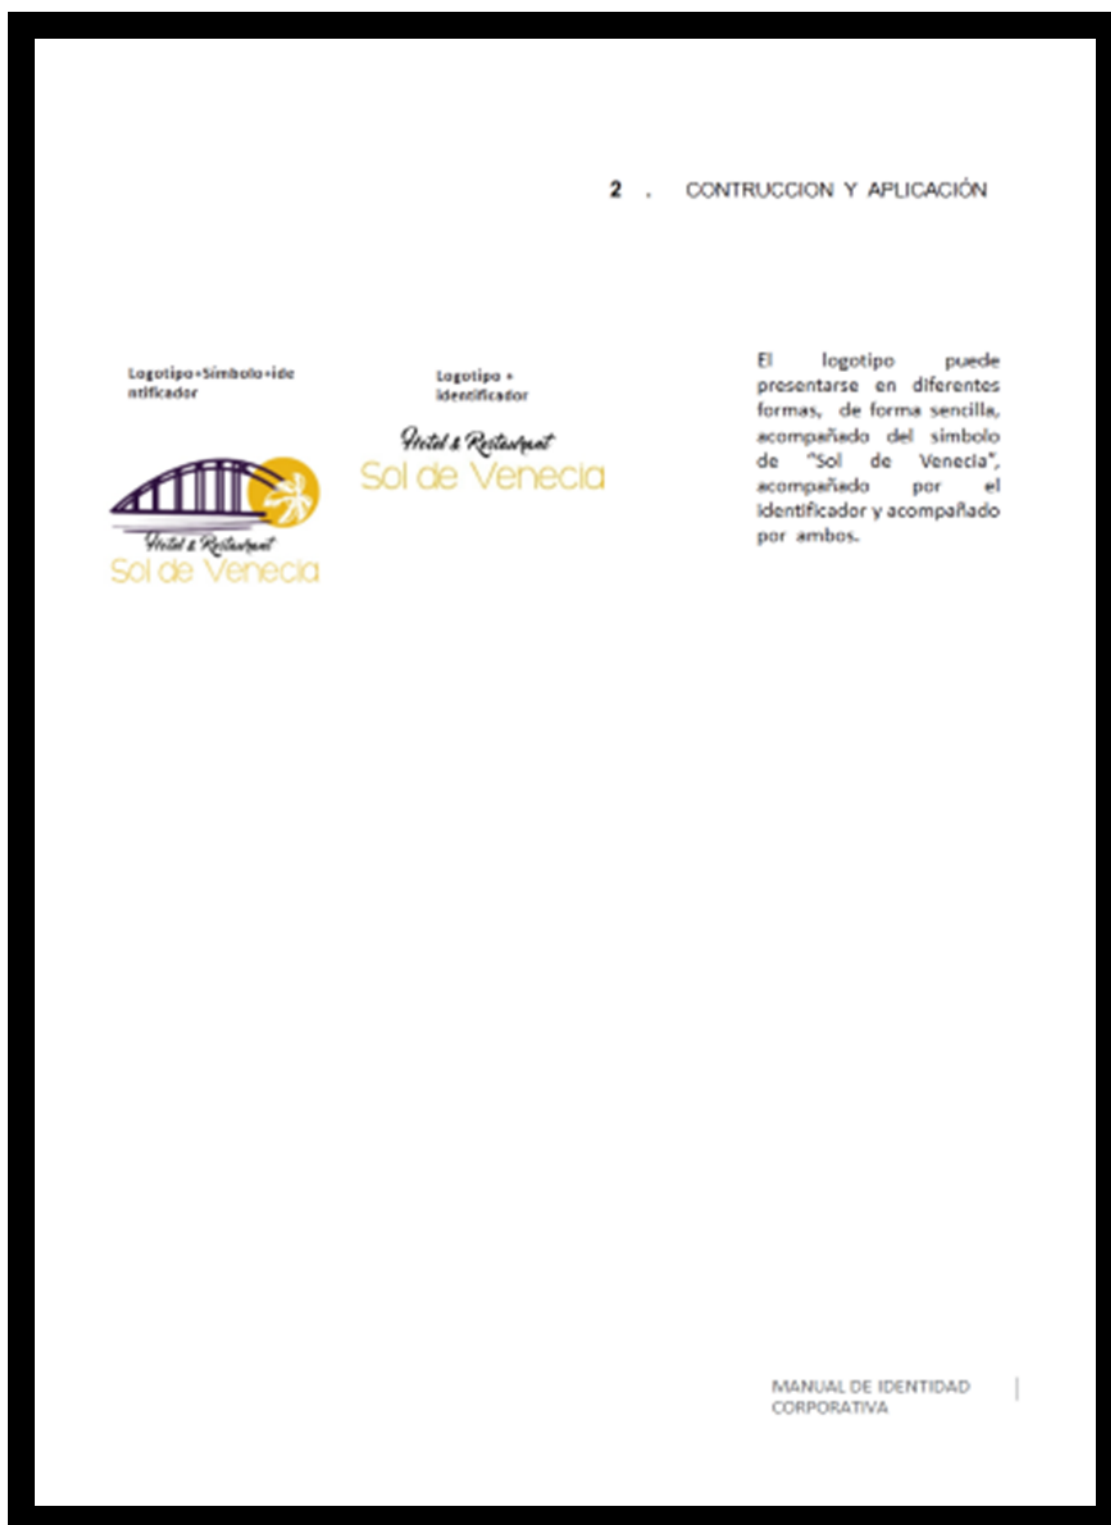 2 . CONTRUCCION Y APLICACIÓN
Logotipo+Símbolo+ide
ntificador
Hotel & Restaurant
Sol de Venecia
Logotipo +
identificador
Hotel & Restaurant
Sol de Venecia
El logotipo puede
presentarse en diferentes
formas, de forma sencilla,
acompañado del simbolo
de "Sol de Venecia",
acompañado por el
identificador y acompañado
por ambos.
MANUAL DE IDENTIDAD |
CORPORATIVA